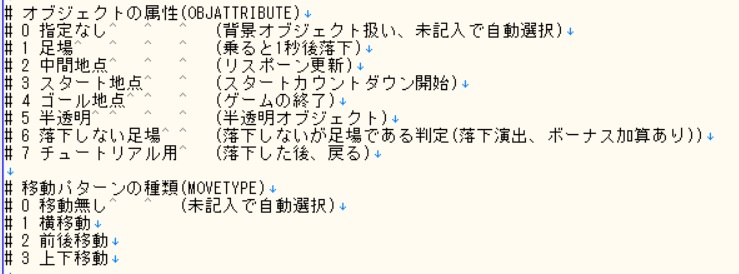 # オブジェクトの属性(OBJATTRIBUTE)↓
# 0 指定なし^ ^ ^ (背景オブジェクト扱い、未記入で自動選択)↓
# 1 足場^ ^ ^ (乗ると1秒後落下)↓
# 2 中間地点^ ^ ^ (リスポーン更新)↓
# 3 スタート地点^ ^ (スタートカウントダウン開始)↓
# 4 ゴール地点^ ^ ^ (ゲームの終了)↓
# 5 半透明^ ^ ^ (半透明オブジェクト)↓
# 6 落下しない足場^ ^ (落下しないが足場である判定(落下演出、ボーナス加算あり))↓
# 7 チュートリアル用^ (落下した後、戻る)↓
↓
# 移動パターンの種類(MOVETYPE)↓
# 0 移動無し^ ^ (未記入で自動選択)↓
# 1 横移動↓
# 2 前後移動↓
# 3 上下移動↓